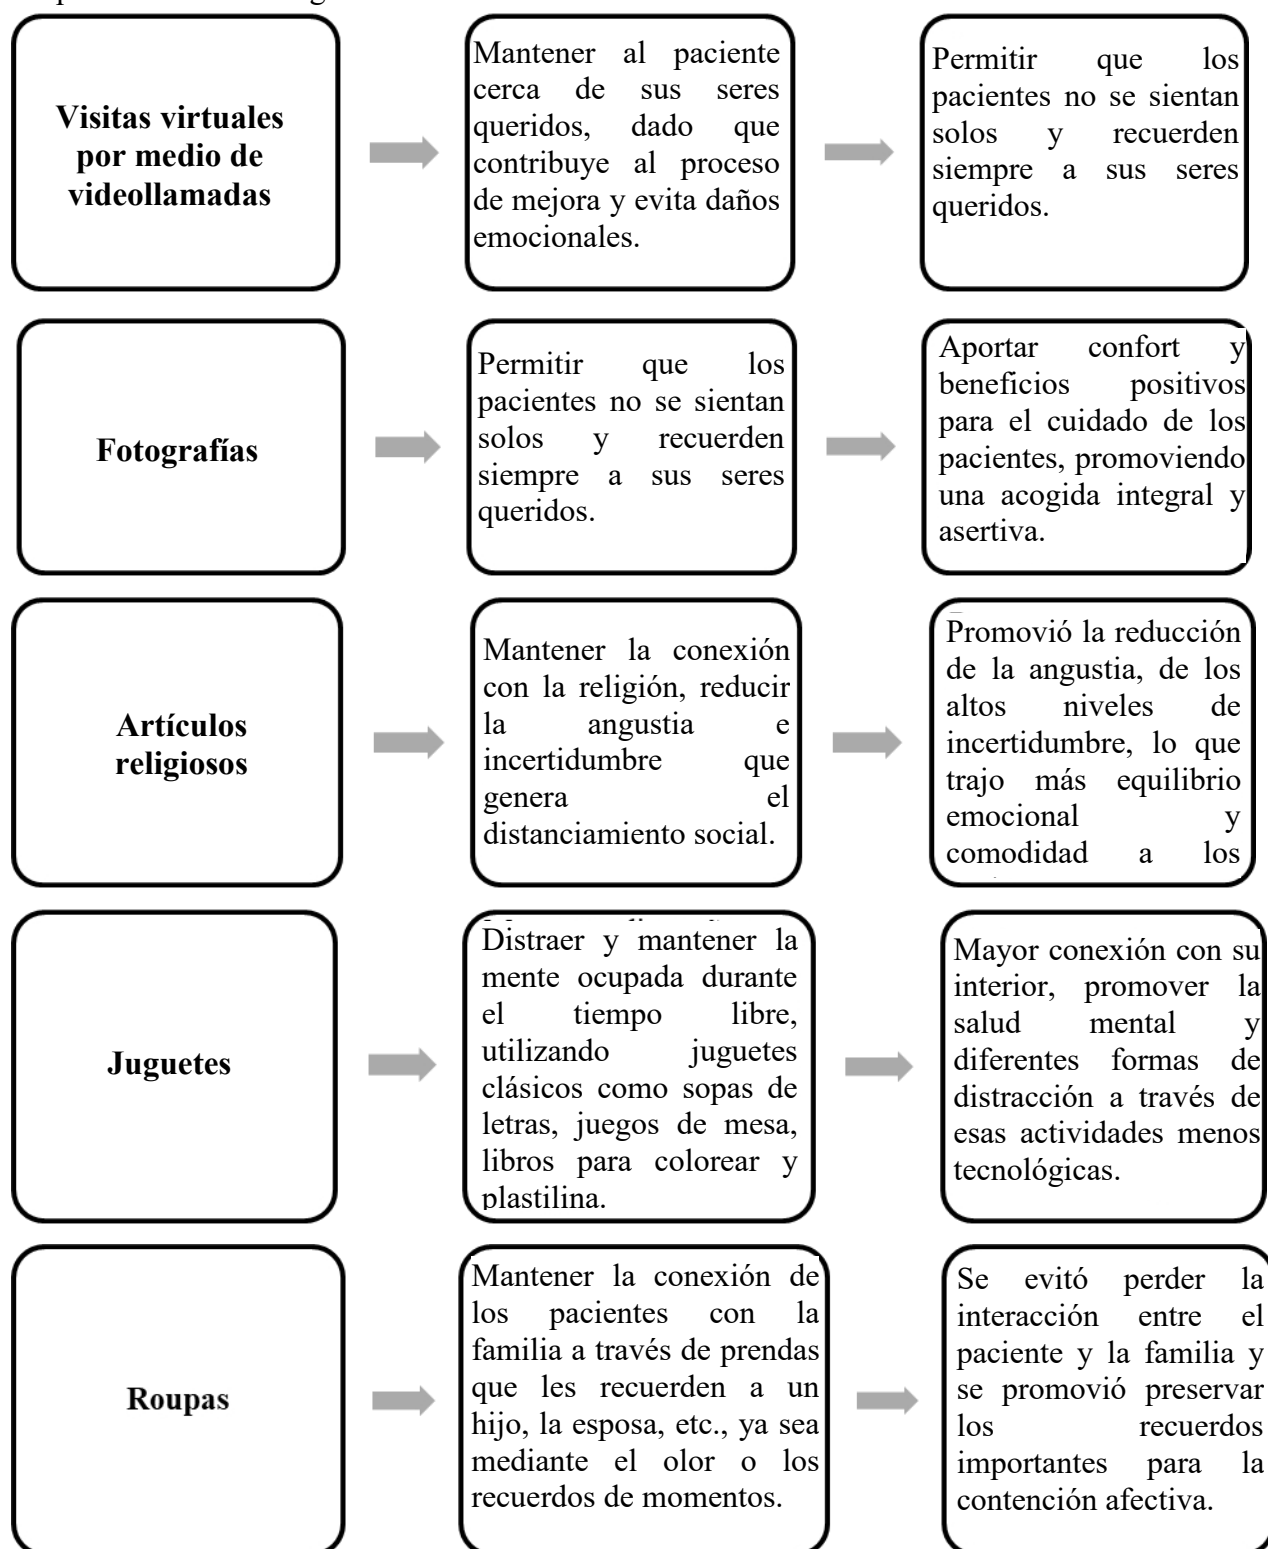 Visitas virtuales
por medio de
videollamadas
Mantener al paciente
cerca de sus seres
queridos, dado que
contribuye al proceso
de mejora y evita daños
emocionales.
Permitir que los
pacientes no se sientan
solos y recuerden
siempre a sus seres
queridos.
Fotografías
Permitir que los
pacientes no se sientan
solos y recuerden
siempre a sus seres
queridos.
Aportar confort y
beneficios positivos
para el cuidado de los
pacientes, promoviendo
una acogida integral y
asertiva.
Artículos
religiosos
Mantener la conexión
con la religión, reducir
la angustia e
incertidumbre que
genera el
distanciamiento social.
Promovió la reducción
de la angustia, de los
altos niveles de
incertidumbre, lo que
trajo más equilibrio
emocional y
comodidad a los
Juguetes
Distraer y mantener la
mente ocupada durante
el tiempo libre,
utilizando juguetes
clásicos como sopas de
letras, juegos de mesa,
libros para colorear y
plastilina.
Mayor conexión con su
interior, promover la
salud mental y
diferentes formas de
distracción a través de
esas actividades menos
tecnológicas.
Roupas
Mantener la conexión de
los pacientes con la
familia a través de prendas
que les recuerden a un
hijo, la esposa, etc., ya sea
mediante el olor o los
recuerdos de momentos.
Se evitó perder la
interacción entre el
paciente y la familia y
se promovió preservar
los recuerdos
importantes para la
contención afectiva.